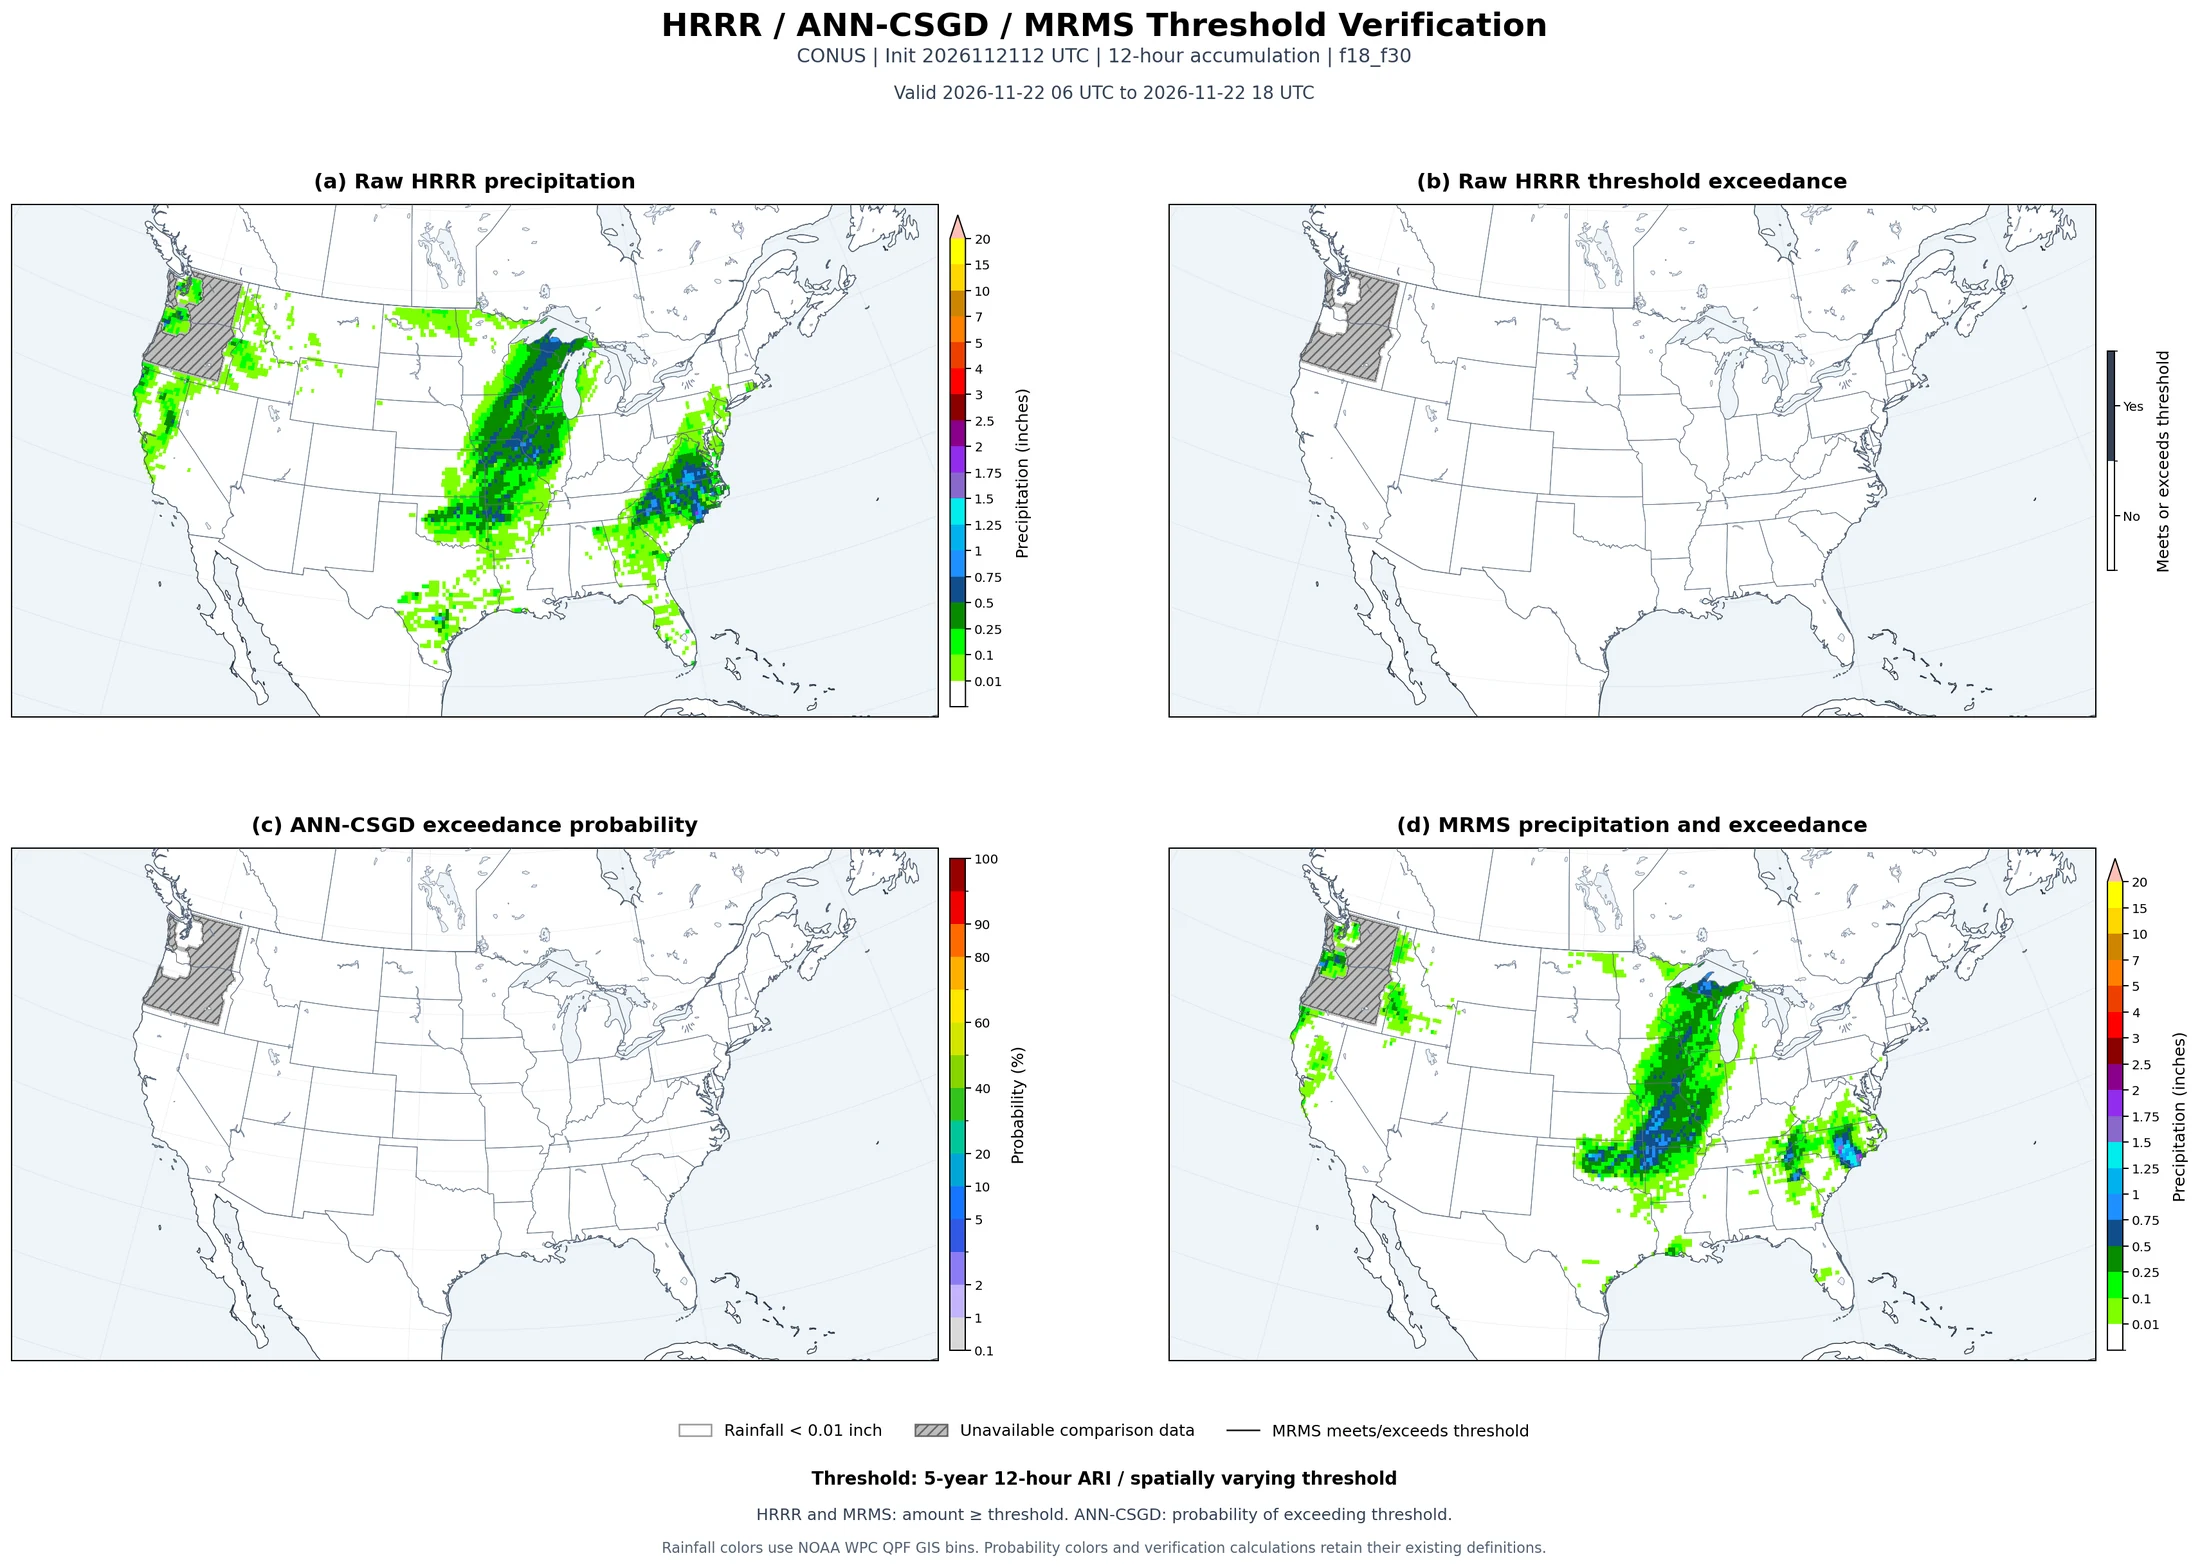 HRRR / ANN-CSGD / MRMS Threshold Verification
CONUS | Init 2026112112 UTC | 12-hour accumulation | f18_f30
Valid 2026-11-22 06 UTC to 2026-11-22 18 UTC
(a) Raw HRRR precipitation
20
15
10
7
5
4
3
2.5
2
1.75
1.5
1.25
1
0.75
0.5
0.25
0.1
0.01
Precipitation (inches)
(b) Raw HRRR threshold exceedance
Yes
No
Meets or exceeds threshold
(c) ANN-CSGD exceedance probability
100
90
80
60
40
20
10
5
2
1
0.1
Probability (%)
(d) MRMS precipitation and exceedance
20
15
10
7
5
4
3
2.5
2
1.75
1.5
1.25
1
0.75
0.5
0.25
0.1
0.01
Precipitation (inches)
Rainfall < 0.01 inch
Unavailable comparison data
MRMS meets/exceeds threshold
Threshold: 5-year 12-hour ARI / spatially varying threshold
HRRR and MRMS: amount ≥ threshold. ANN-CSGD: probability of exceeding threshold.
Rainfall colors use NOAA WPC QPF GIS bins. Probability colors and verification calculations retain their existing definitions.